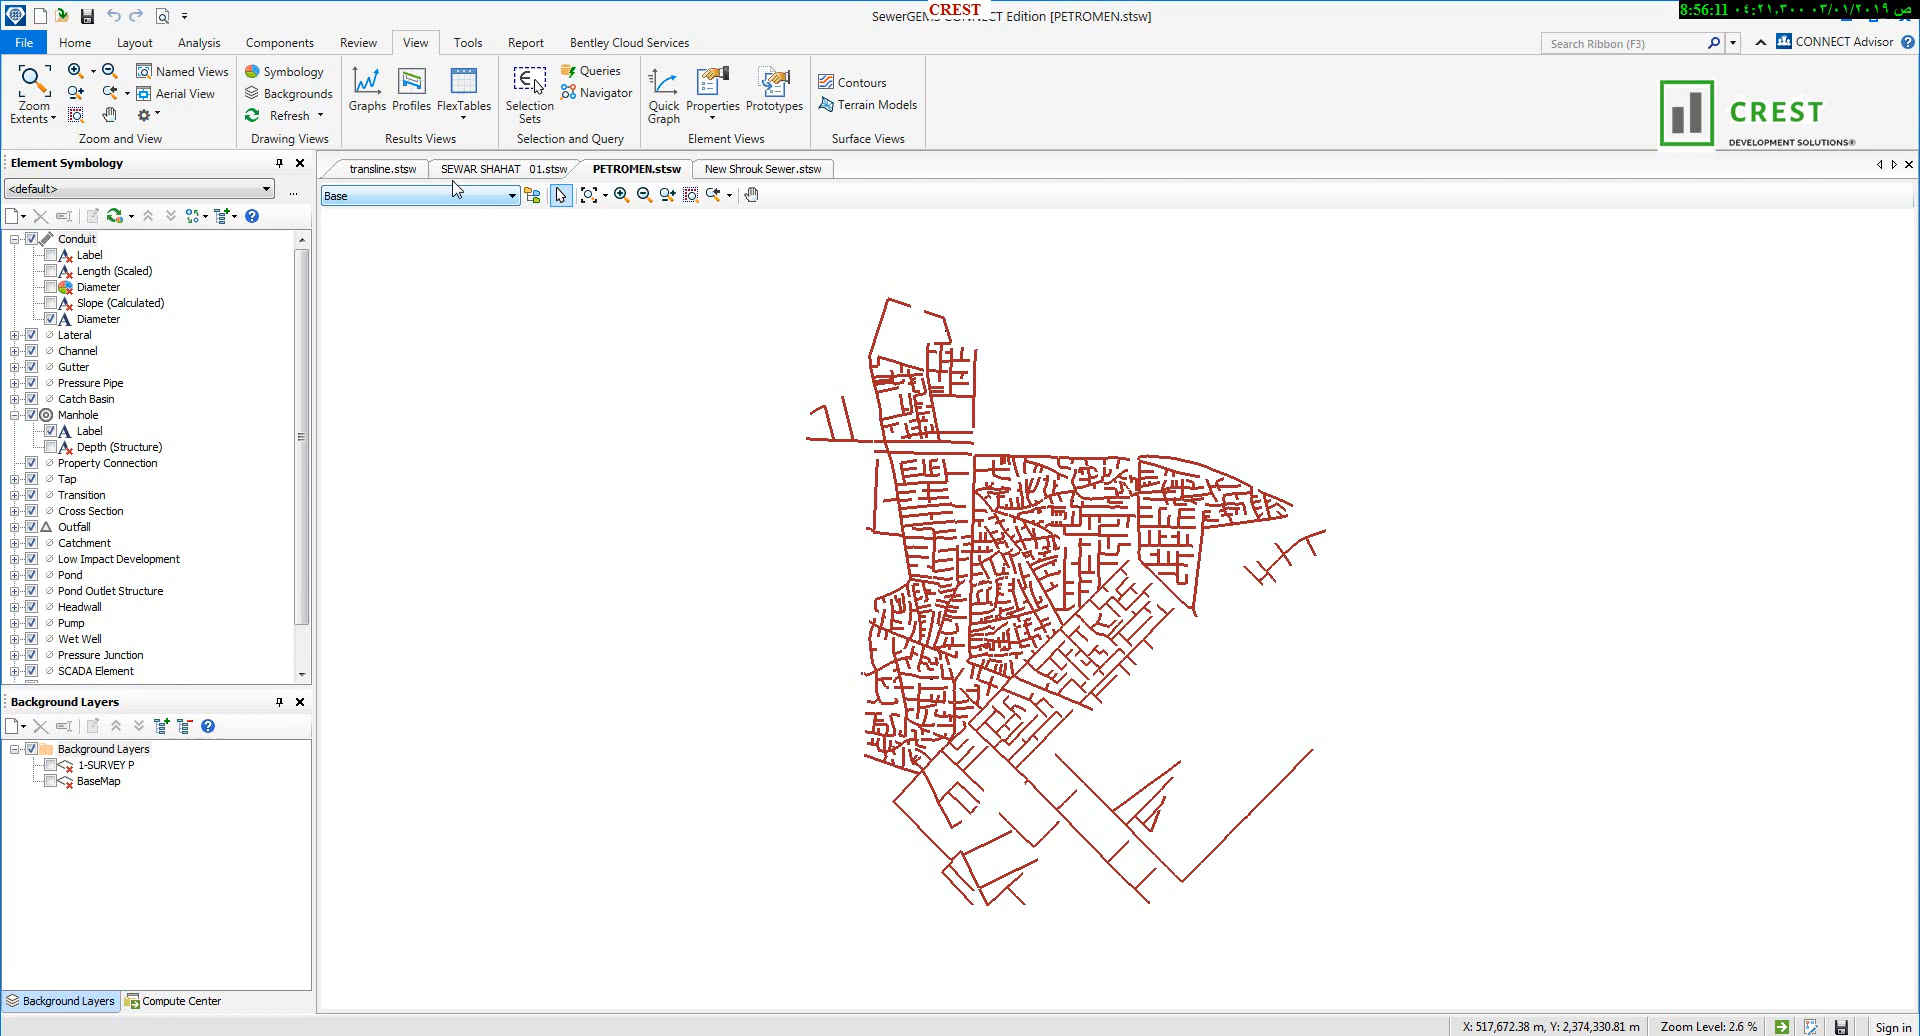 CREST
SewerGEMS CONNECT Edition [PETROMEN.stsw]
8:56:11 ص ٠٣/٠١/٢٠١٩ ٠٤:٢١,٣٠٠
File Home Layout Analysis Components Review View Tools Report Bentley Cloud Services
Search Ribbon (F3)
CONNECT Advisor
Zoom Extents
Named Views
Aerial View
Zoom and View
Symbology
Backgrounds
Refresh
Drawing Views
Graphs
Profiles
FlexTables
Results Views
Selection Sets
Queries
Navigator
Selection and Query
Quick Graph
Properties
Prototypes
Element Views
Contours
Terrain Models
Surface Views
CREST
DEVELOPMENT SOLUTIONS®
Element Symbology
transline.stsw
SEWAR SHAHAT 01.stsw
PETROMEN.stsw
New Shrouk Sewer.stsw
<default>
...
Base
Conduit
Label
Length (Scaled)
Diameter
Slope (Calculated)
Diameter
Lateral
Channel
Gutter
Pressure Pipe
Catch Basin
Manhole
Label
Depth (Structure)
Property Connection
Tap
Transition
Cross Section
Outfall
Catchment
Low Impact Development
Pond
Pond Outlet Structure
Headwall
Pump
Wet Well
Pressure Junction
SCADA Element
Background Layers
Background Layers
1-SURVEY P
BaseMap
Background Layers
Compute Center
X: 517,672.38 m, Y: 2,374,330.81 m
Zoom Level: 2.6 %
Sign in